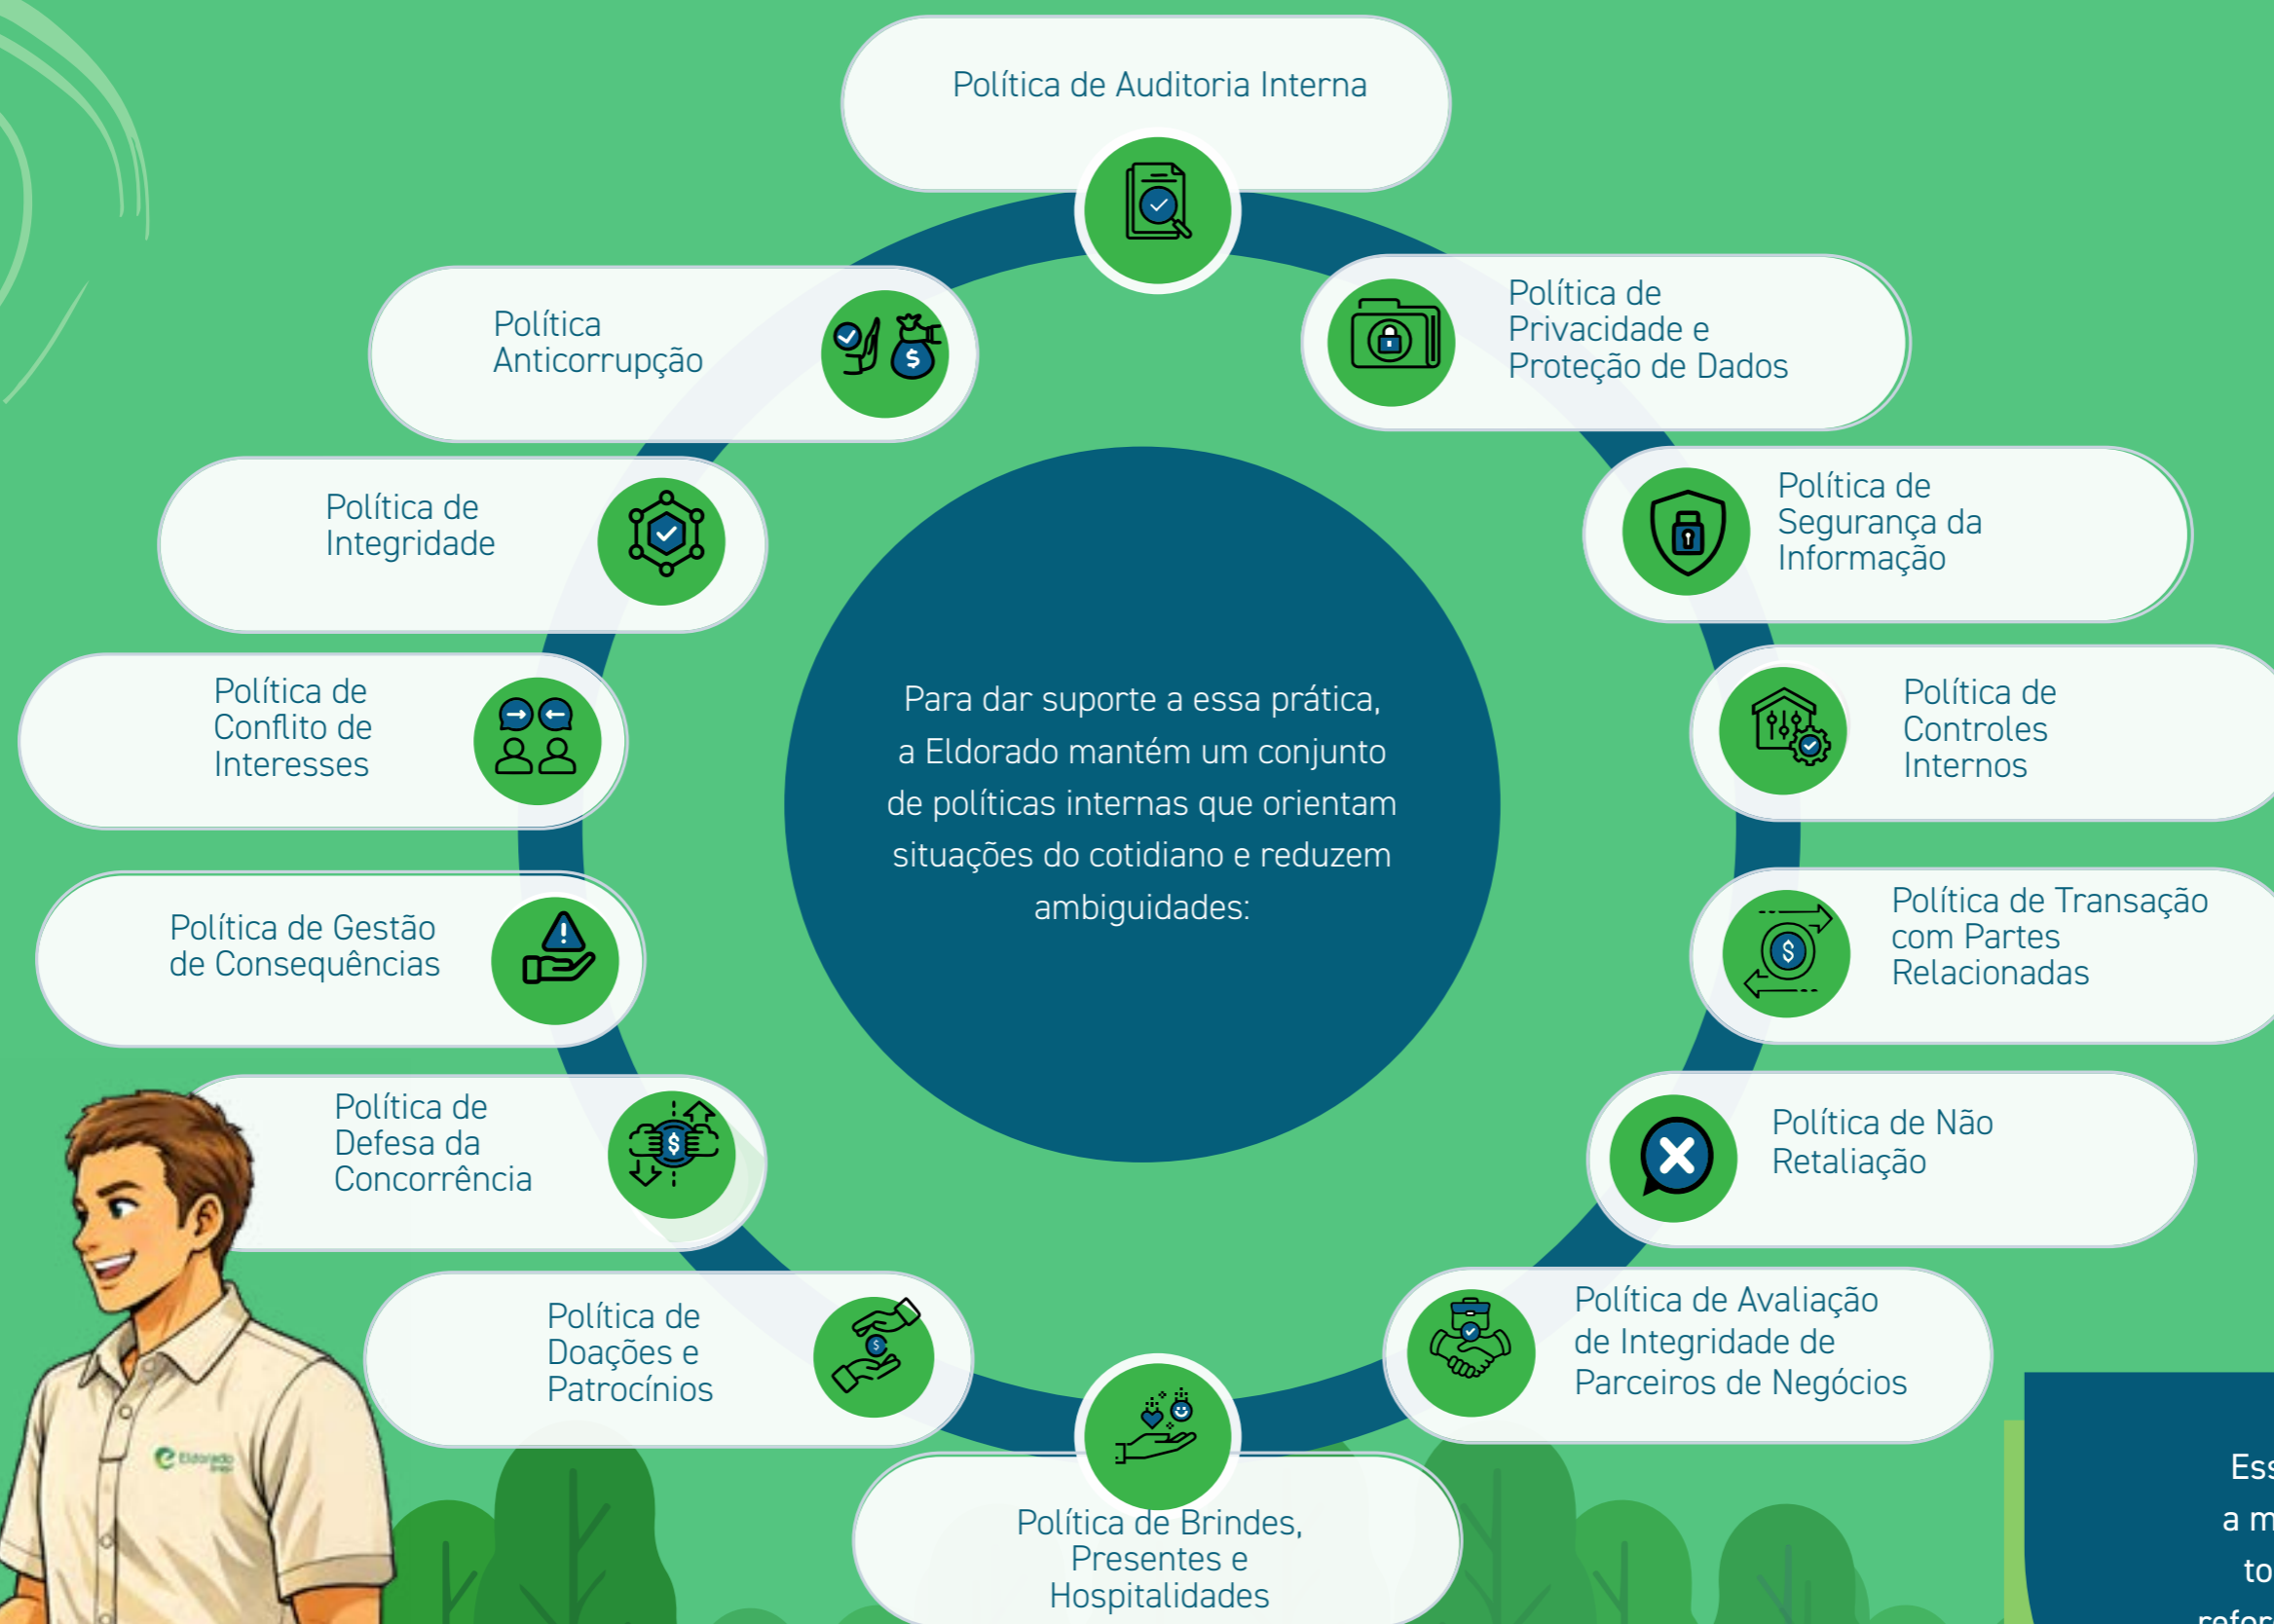 Política de Auditoria Interna
Política
Anticorrupção
Política de
Privacidade e
Proteção de Dados
Política de
Integridade
Política de
Segurança da
Informação
Política de
Conflito de
Interesses
Política de
Controles
Internos
Para dar suporte a essa prática,
a Eldorado mantém um conjunto
de políticas internas que orientam
situações do cotidiano e reduzem
ambiguidades:
Política de Gestão
de Consequências
Política de Transação
com Partes
Relacionadas
Política de
Defesa da
Concorrência
Política de Não
Retaliação
Política de
Doações e
Patrocínios
Política de Avaliação
de Integridade de
Parceiros de Negócios
Política de Brindes,
Presentes e
Hospitalidades
Eldorado
a